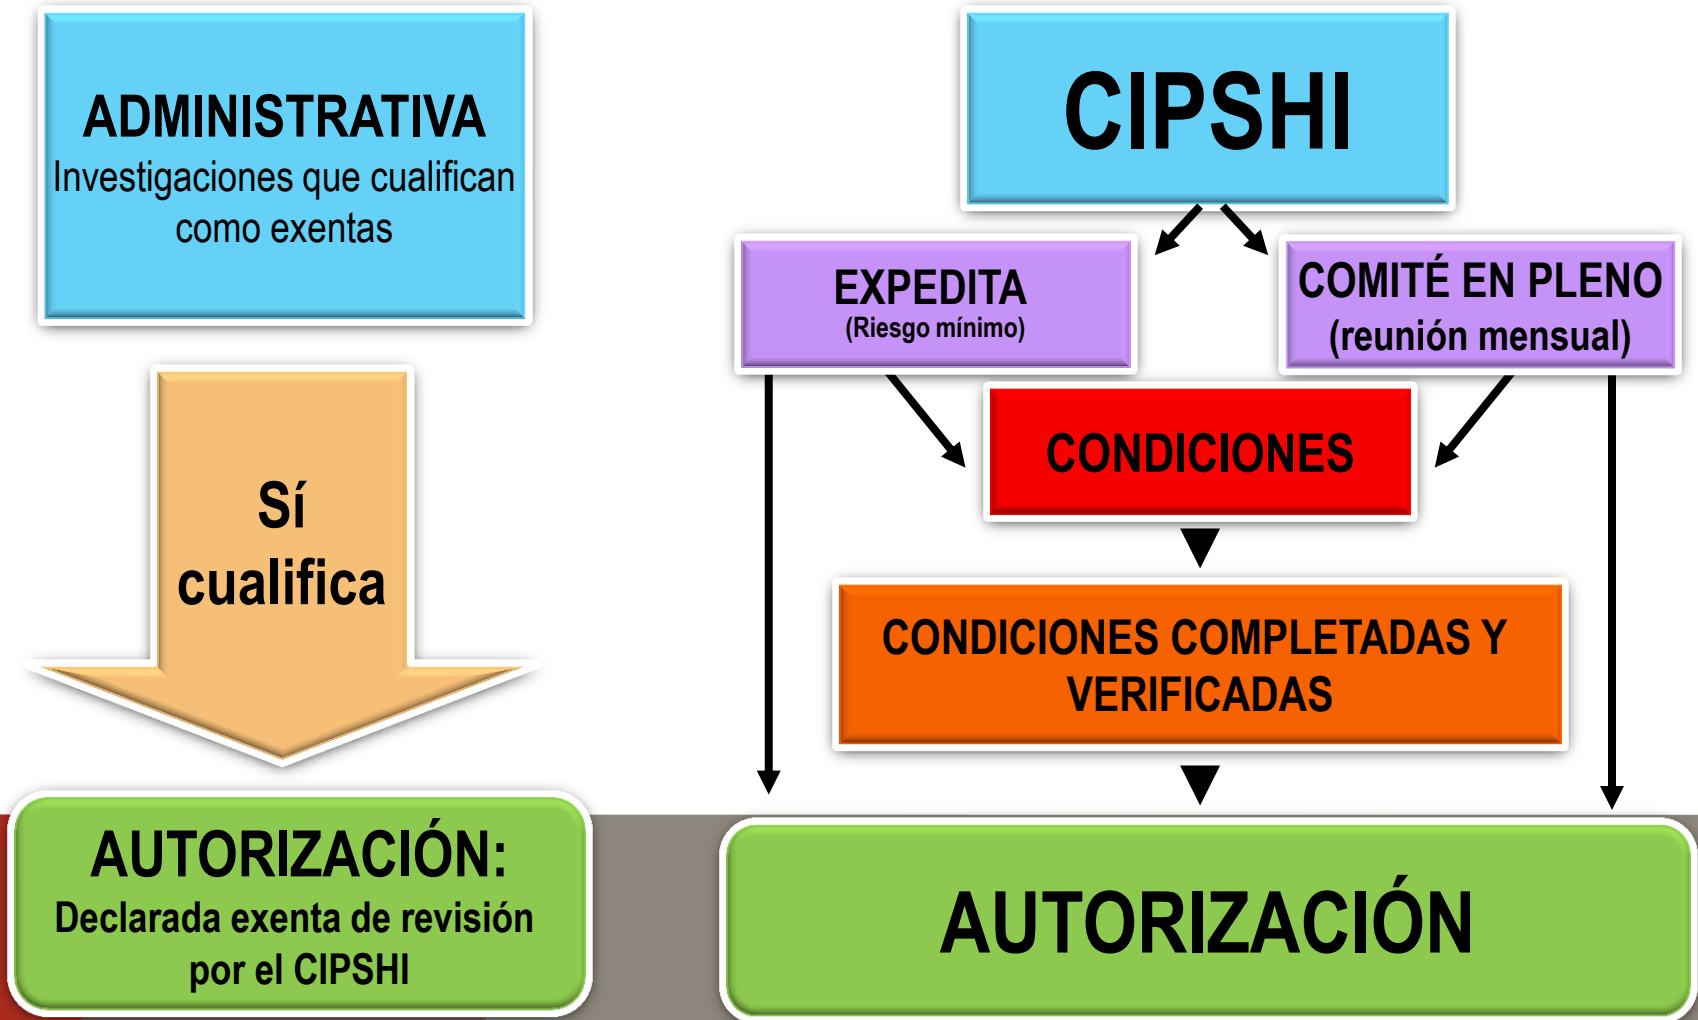 ADMINISTRATIVA
Investigaciones que cualifican
como exentas
Sí
cualifica
AUTORIZACIÓN:
Declarada exenta de revisión
por el CIPSHI
CIPSHI
EXPEDITA
(Riesgo mínimo)
COMITÉ EN PLENO
(reunión mensual)
CONDICIONES
CONDICIONES COMPLETADAS Y
VERIFICADAS
AUTORIZACIÓN